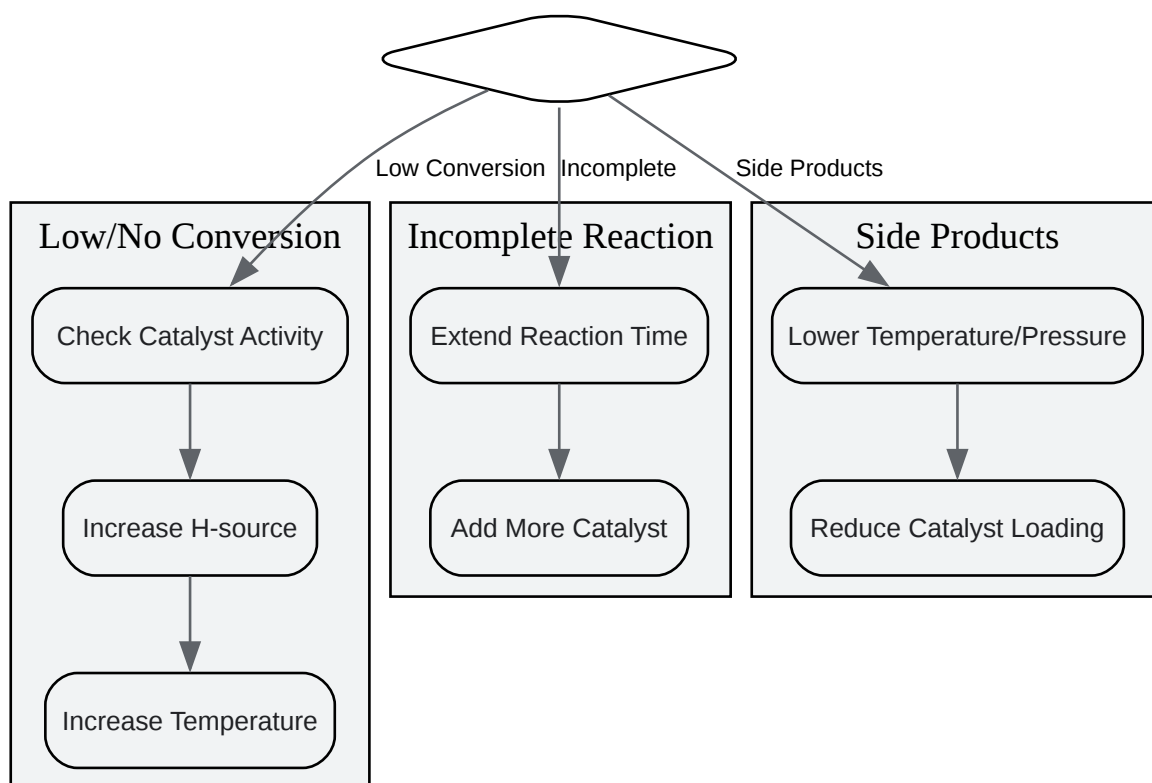 Low Conversion
Incomplete
Side Products
Low/No Conversion
Incomplete Reaction
Side Products
Check Catalyst Activity
Extend Reaction Time
Lower Temperature/Pressure
Increase H-source
Add More Catalyst
Reduce Catalyst Loading
Increase Temperature